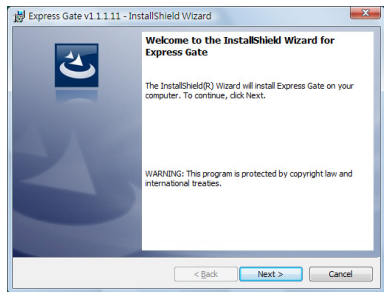 Express Gate v1.1.1.11 - InstallShield Wizard
Welcome to the InstallShield Wizard for
Express Gate
The InstallShield(R) Wizard will install Express Gate on your
computer. To continue, click Next.
WARNING: This program is protected by copyright law and
international treaties.
< Back Next > Cancel